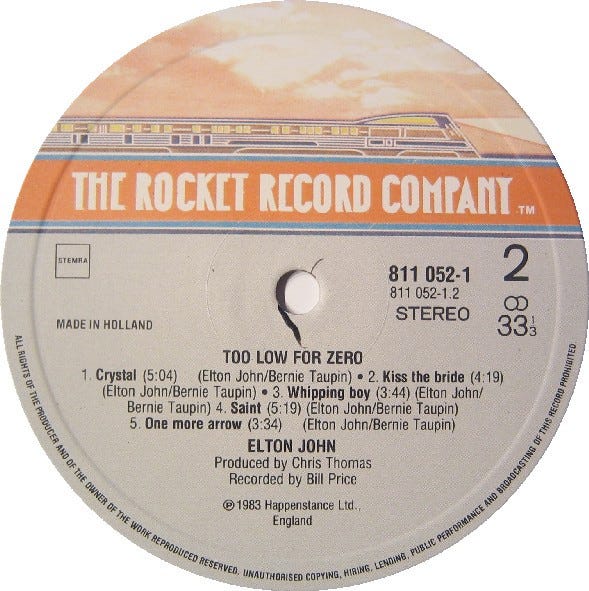 THE ROCKET RECORD COMPANY ™
STEMRA
811 052-1
2
811 052-1.2
STEREO
33 1/3
MADE IN HOLLAND
TOO LOW FOR ZERO
1. Crystal (5:04) (Elton John/Bernie Taupin) • 2. Kiss the bride (4:19)
(Elton John/Bernie Taupin) • 3. Whipping boy (3:44) (Elton John/
Bernie Taupin) 4. Saint (5:19) (Elton John/Bernie Taupin)
5. One more arrow (3:34) (Elton John/Bernie Taupin)
ELTON JOHN
Produced by Chris Thomas
Recorded by Bill Price
℗ 1983 Happenstance Ltd.,
England
ALL RIGHTS OF THE PRODUCER AND OF THE OWNER OF THE WORK REPRODUCED RESERVED. UNAUTHORISED COPYING, HIRING, LENDING, PUBLIC PERFORMANCE AND BROADCASTING OF THIS RECORD PROHIBITED